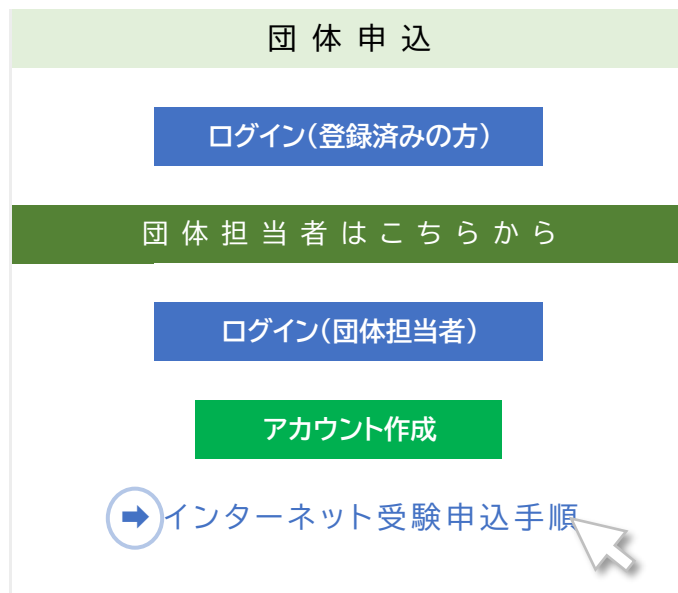 団体申込
ログイン(登録済みの方)
団体担当者はこちらから
ログイン(団体担当者)
アカウント作成
インターネット受験申込手順